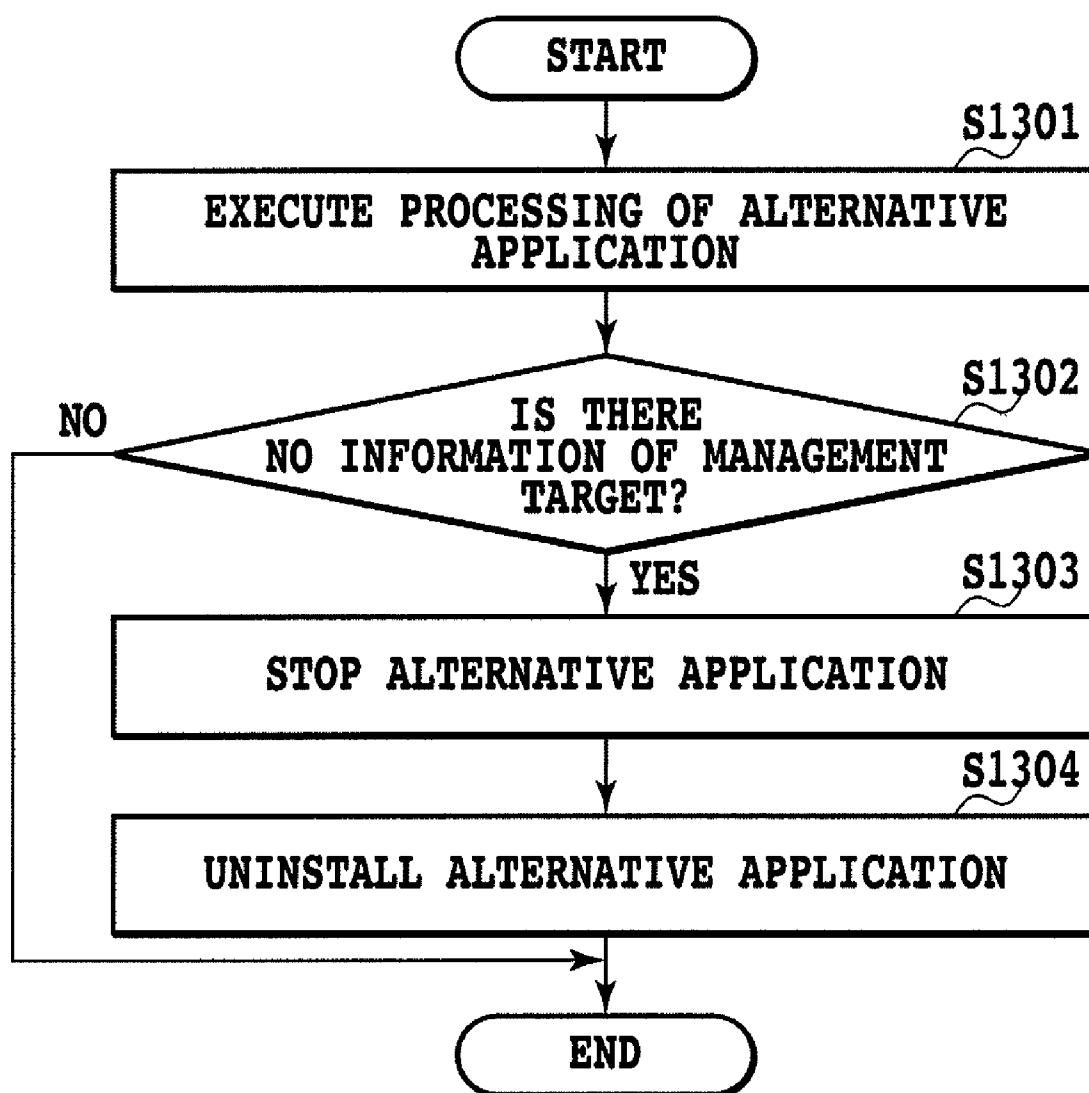 START
S1301
EXECUTE PROCESSING OF ALTERNATIVE
APPLICATION
S1302
NO
IS THERE
NO INFORMATION OF MANAGEMENT
TARGET?
YES
S1303
STOP ALTERNATIVE APPLICATION
S1304
UNINSTALL ALTERNATIVE APPLICATION
END